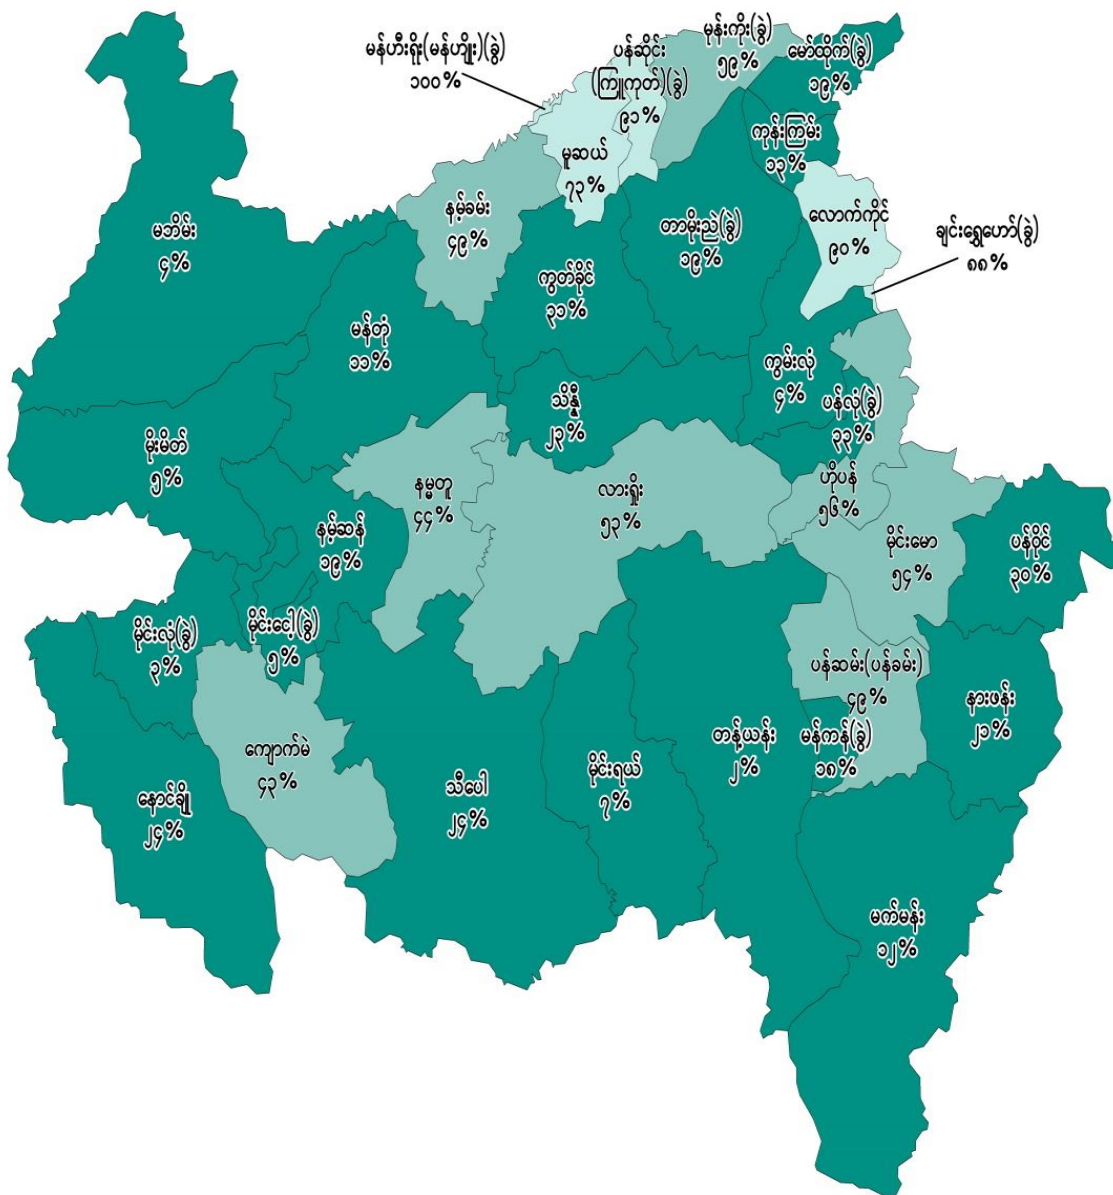 မုန်းကိုး(ခွဲ)
၅၉%
မန်ဟီးရိုး(မန်ဟျိုး)(ခွဲ)
၁၀၀%
ပန်ဆိုင်း
(ကြူကုတ်)(ခွဲ)
၉၁%
မော်ထိုက်(ခွဲ)
၁၉%
ကုန်းကြမ်း
၁၃%
မူဆယ်
၇၃%
နမ့်ခမ်း
၄၉%
မဘိမ်း
၄%
တာမိုးညဲ(ခွဲ)
၁၉%
လောက်ကိုင်
၉၀%
ချင်းရွှေဟော်(ခွဲ)
၈၈%
ကွတ်ခိုင်
၃၁%
မန်တုံ
၁၁%
ကွမ်းလုံ
၄%
သိန္နီ
၂၃%
ပန်လုံ(ခွဲ)
၃၃%
မိုးမိတ်
၅%
နမ္မတူ
၄၄%
လားရှိုး
၅၃%
ဟိုပန်
၅၆%
နမ့်ဆန်
၁၉%
မိုင်းမော
၅၄%
ပန်ဝိုင်
၃၀%
မိုင်းလုံ(ခွဲ)
၃%
မိုင်းငေါ့(ခွဲ)
၅%
ပန်ဆမ်း(ပန်ခမ်း)
၄၉%
နားဖန်း
၂၁%
ကျောက်မဲ
၄၃%
တန့်ယန်း
၂%
မန်ကန်(ခွဲ)
၁၈%
မိုင်းရယ်
၇%
သီပေါ
၂၄%
နောင်ချို
၂၄%
မက်မန်း
၁၂%